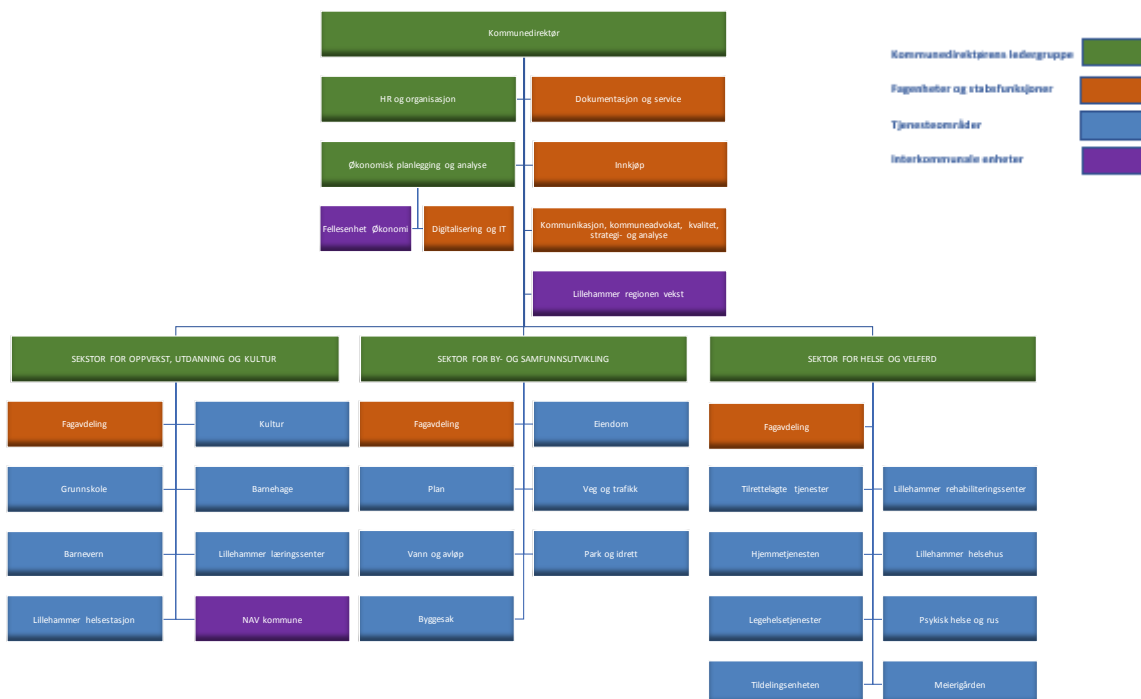 Kommunedirektør
Kommunedirektørens ledergruppe
Fagenheter og stabsfunksjoner
Tjenesteområder
Interkommunale enheter
HR og organisasjon
Dokumentasjon og service
Økonomisk planlegging og analyse
Innkjøp
Fellesenhet Økonomi
Digitalisering og IT
Kommunikasjon, kommuneadvokat, kvalitet,
strategi- og analyse
Lillehammer regionen vekst
SEKSTOR FOR OPPVEKST, UTDANNING OG KULTUR
SEKTOR FOR BY- OG SAMFUNNSUTVIKLING
SEKTOR FOR HELSE OG VELFERD
Fagavdeling
Kultur
Grunnskole
Barnehage
Barnevern
Lillehammer læringssenter
Lillehammer helsestasjon
NAV kommune
Fagavdeling
Eiendom
Plan
Veg og trafikk
Vann og avløp
Park og idrett
Byggesak
Fagavdeling
Tilrettelagte tjenester
Lillehammer rehabiliteringssenter
Hjemmetjenesten
Lillehammer helsehus
Legehelsetjenester
Psykisk helse og rus
Tildelingsenheten
Meierigården